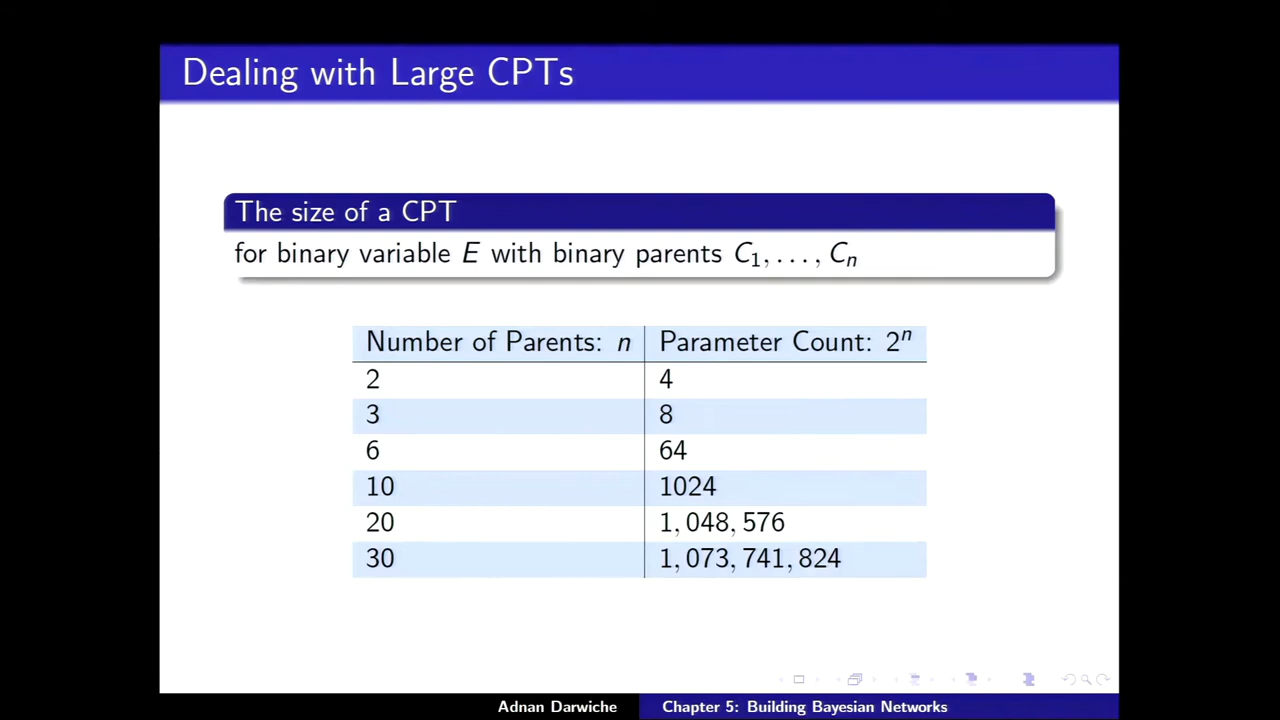 Dealing with Large CPTs
The size of a CPT
for binary variable E with binary parents C₁, . . . , Cₙ
Number of Parents: n Parameter Count: 2ⁿ
2 4
3 8
6 64
10 1024
20 1, 048, 576
30 1, 073, 741, 824
Adnan Darwiche Chapter 5: Building Bayesian Networks